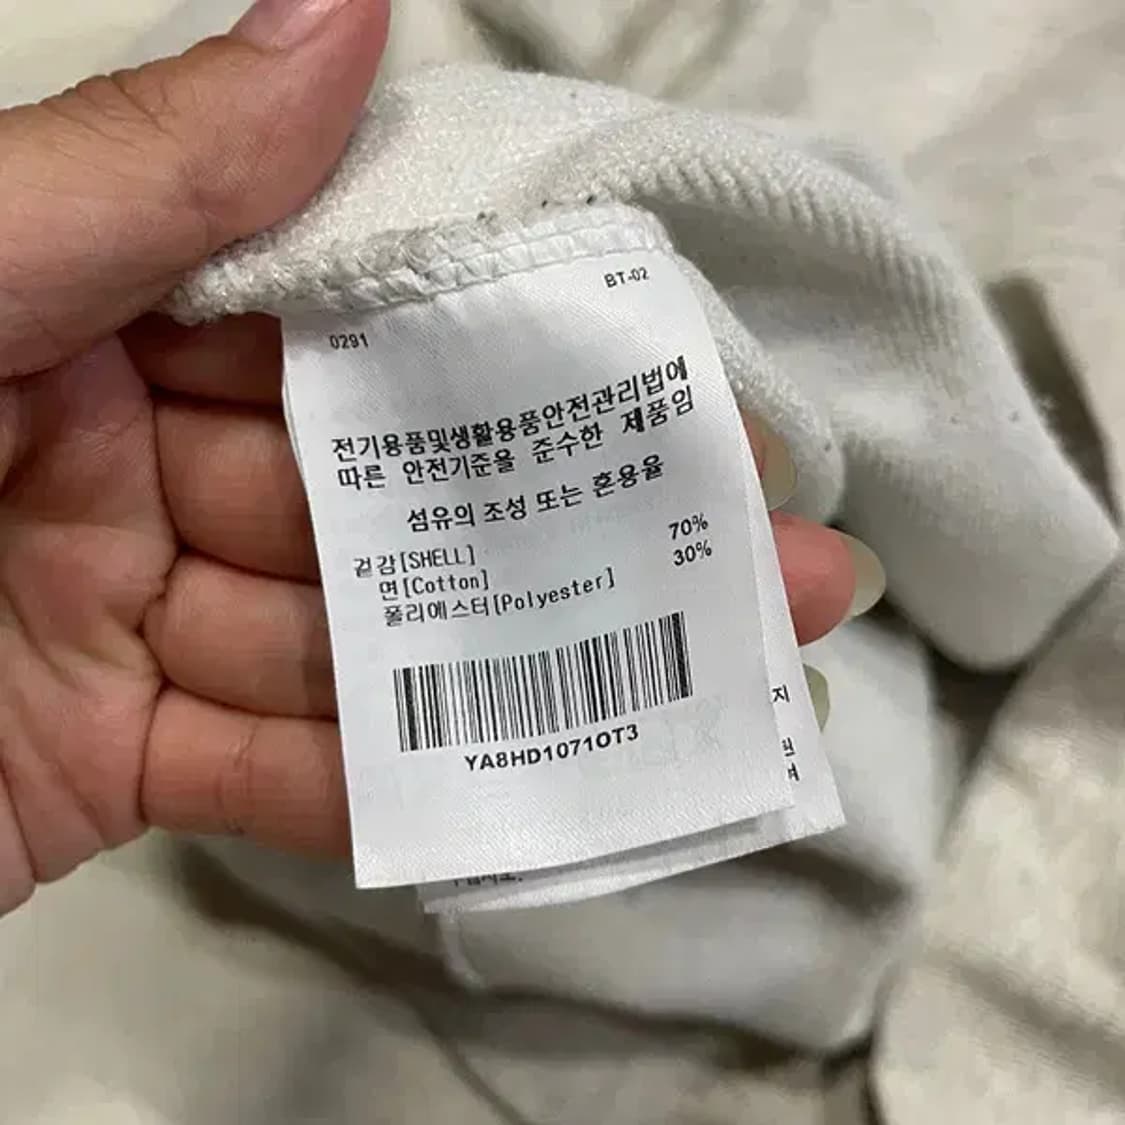 BT-02
0291
전기용품및생활용품안전관리법에
따른 안전기준을 준수한 제품임
섬유의 조성 또는 혼용율
겉감[SHELL]
면[Cotton] 70%
폴리에스터[Polyester] 30%
YA8HD1071OT3
지